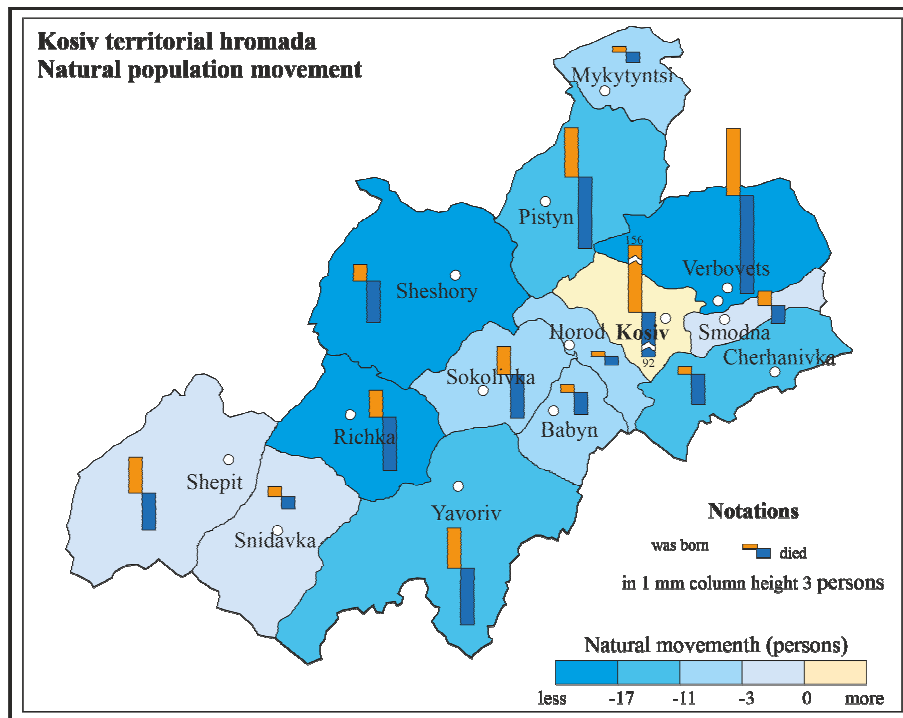 Kosiv territorial hromada
Natural population movement
Mykytyntsi
Pistyn
156
Verbovets
Sheshory
Horod
Kosiv
Smodna
92
Cherhanivka
Sokolivka
Richka
Babyn
Shepit
Yavoriv
Snidavka
Notations
was born died
in 1 mm column height 3 persons
Natural movementh (persons)
less -17 -11 -3 0 more